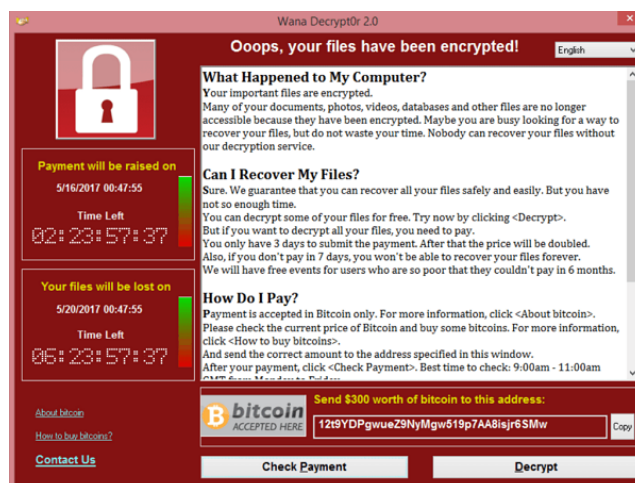 Wana Decrypt0r 2.0
Ooops, your files have been encrypted!
English
What Happened to My Computer?
Your important files are encrypted.
Many of your documents, photos, videos, databases and other files are no longer
accessible because they have been encrypted. Maybe you are busy looking for a way to
recover your files, but do not waste your time. Nobody can recover your files without
our decryption service.
Can I Recover My Files?
Sure. We guarantee that you can recover all your files safely and easily. But you have
not so enough time.
You can decrypt some of your files for free. Try now by clicking <Decrypt>.
But if you want to decrypt all your files, you need to pay.
You only have 3 days to submit the payment. After that the price will be doubled.
Also, if you don't pay in 7 days, you won't be able to recover your files forever.
We will have free events for users who are so poor that they couldn't pay in 6 months.
How Do I Pay?
Payment is accepted in Bitcoin only. For more information, click <About bitcoin>.
Please check the current price of Bitcoin and buy some bitcoins. For more information,
click <How to buy bitcoins>.
And send the correct amount to the address specified in this window.
After your payment, click <Check Payment>. Best time to check: 9:00am - 11:00am
GMT from Monday to Friday.
Payment will be raised on
5/16/2017 00:47:55
Time Left
02:23:57:37
Your files will be lost on
5/20/2017 00:47:55
Time Left
06:23:57:37
About bitcoin
How to buy bitcoins?
Contact Us
bitcoin
ACCEPTED HERE
Send $300 worth of bitcoin to this address:
12t9YDPgwueZ9NyMgw519p7AA8isjr6SMw
Copy
Check Payment
Decrypt